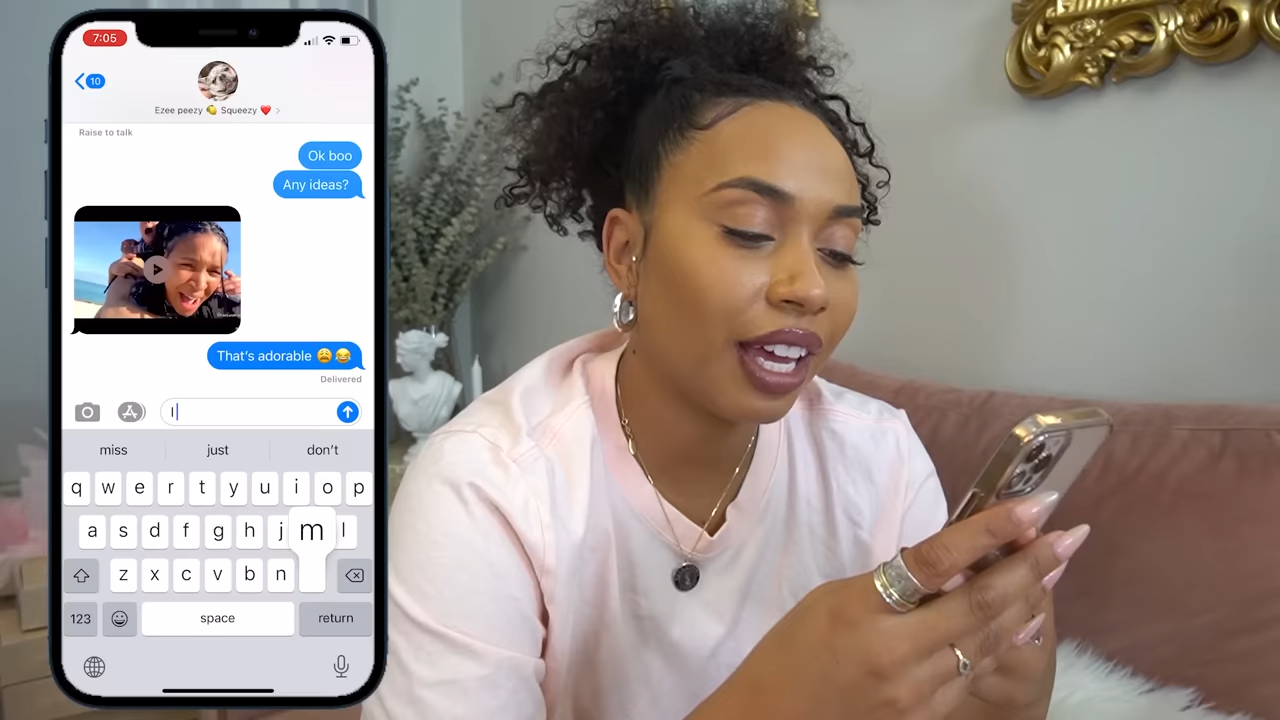 7:05
10
Ezee peezy 🍋 Squeezy ❤️ >
Raise to talk
Ok boo
Any ideas?
That's adorable 😩😂
Delivered
I
miss just don't
q w e r t y u i o p
a s d f g h j m l
z x c v b n
123 space return